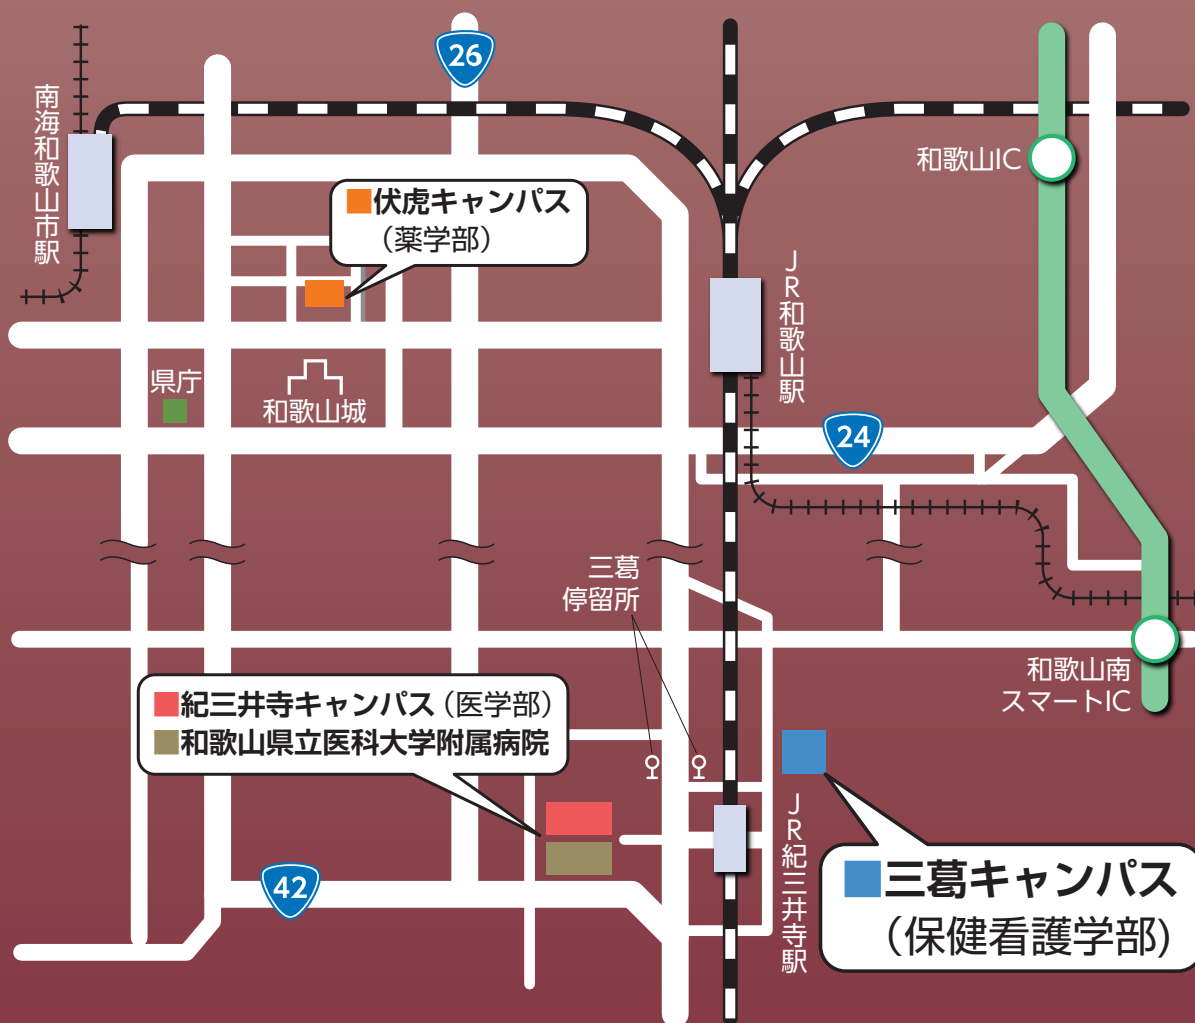 26
南海和歌山市駅
和歌山IC
伏虎キャンパス
（薬学部）
JR和歌山駅
県庁
和歌山城
24
三葛
停留所
和歌山南
スマートIC
紀三井寺キャンパス（医学部）
和歌山県立医科大学附属病院
JR紀三井寺駅
42
三葛キャンパス
（保健看護学部）